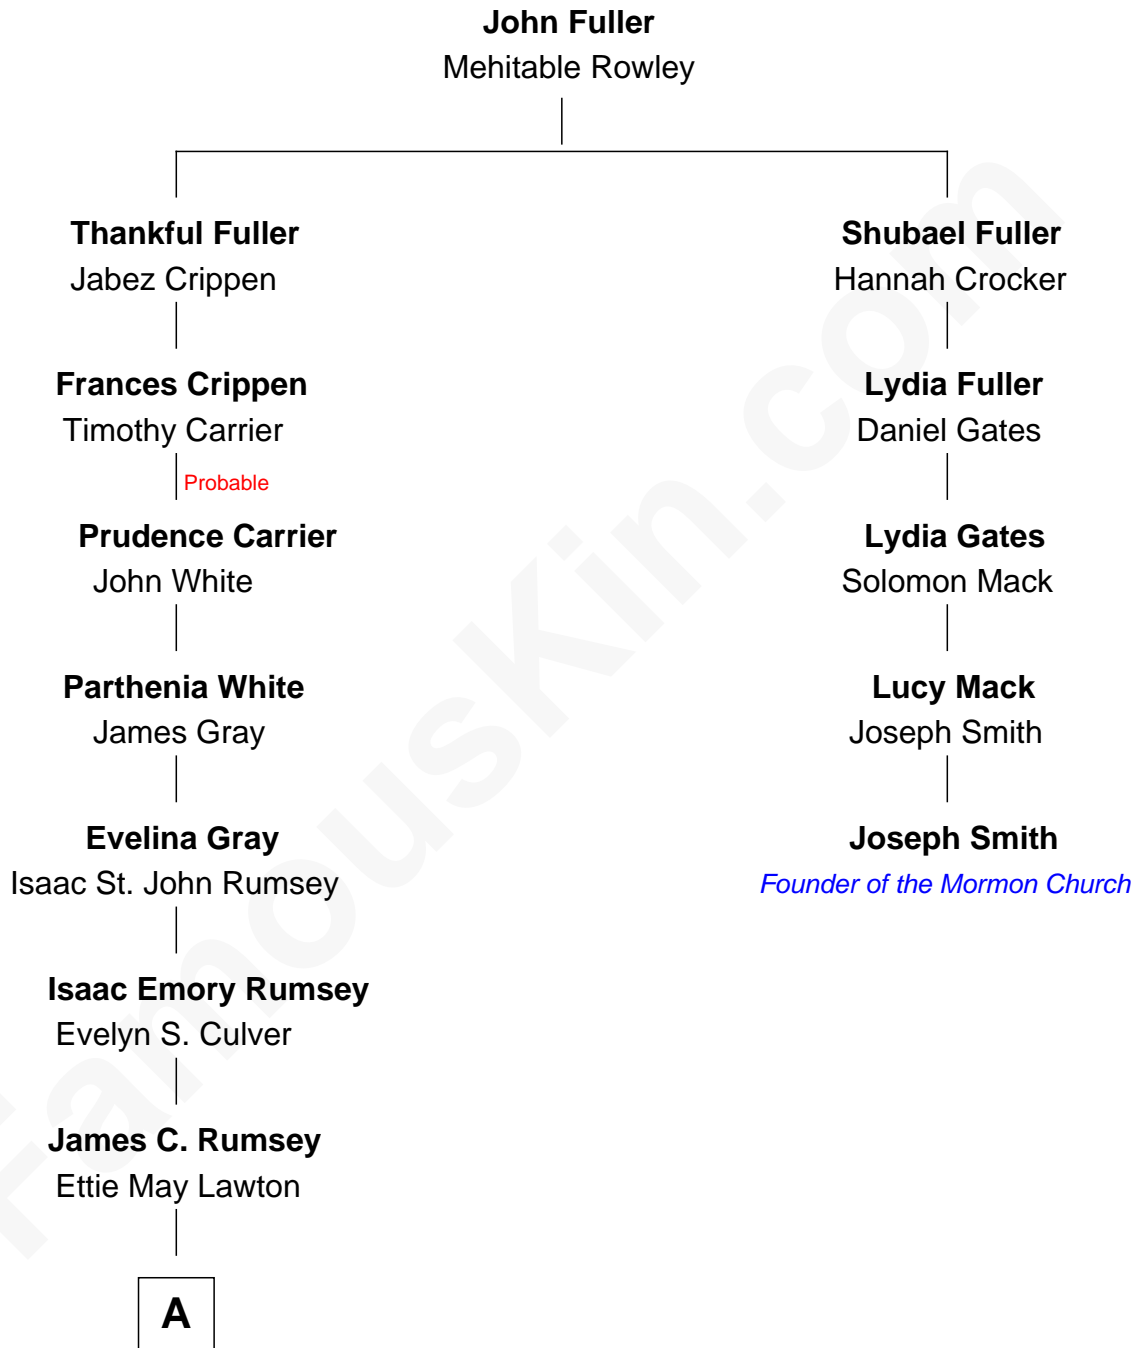 John Fuller
Mehitable Rowley
Thankful Fuller
Jabez Crippen
Shubael Fuller
Hannah Crocker
Frances Crippen
Timothy Carrier
Lydia Fuller
Daniel Gates
Probable
Prudence Carrier
John White
Lydia Gates
Solomon Mack
Parthenia White
James Gray
Lucy Mack
Joseph Smith
Evelina Gray
Isaac St. John Rumsey
Joseph Smith
Founder of the Mormon Church
Isaac Emory Rumsey
Evelyn S. Culver
James C. Rumsey
Ettie May Lawton
A
FamousKin.com